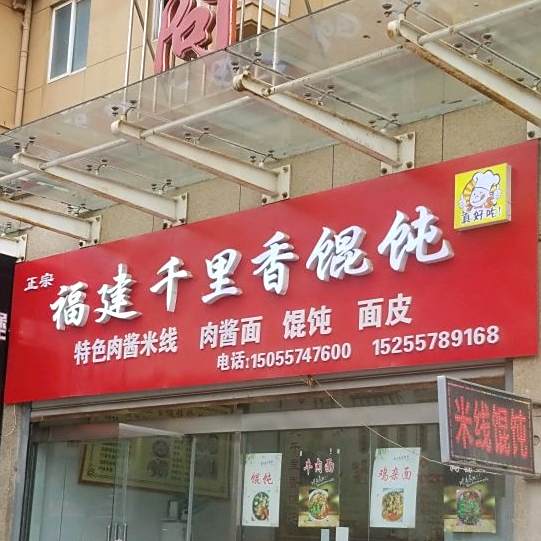 正宗 福建千里香馄饨
真好吃!
特色肉酱米线 肉酱面 馄饨 面皮
电话:15055747600 15255789168
米线馄饨
馄饨
牛肉面
鸡杂面